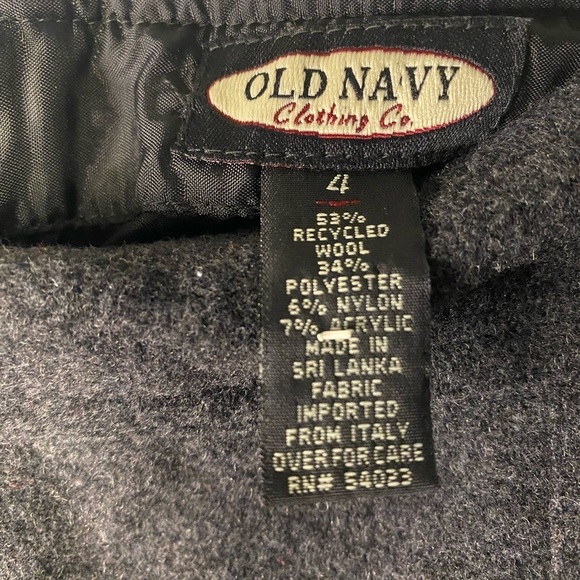 OLD NAVY
Clothing Co.
4
53%
RECYCLED
WOOL
34%
POLYESTER
6% NYLON
7% ACRYLIC
MADE IN
SRI LANKA
FABRIC
IMPORTED
FROM ITALY
OVER FOR CARE
RN# 54023